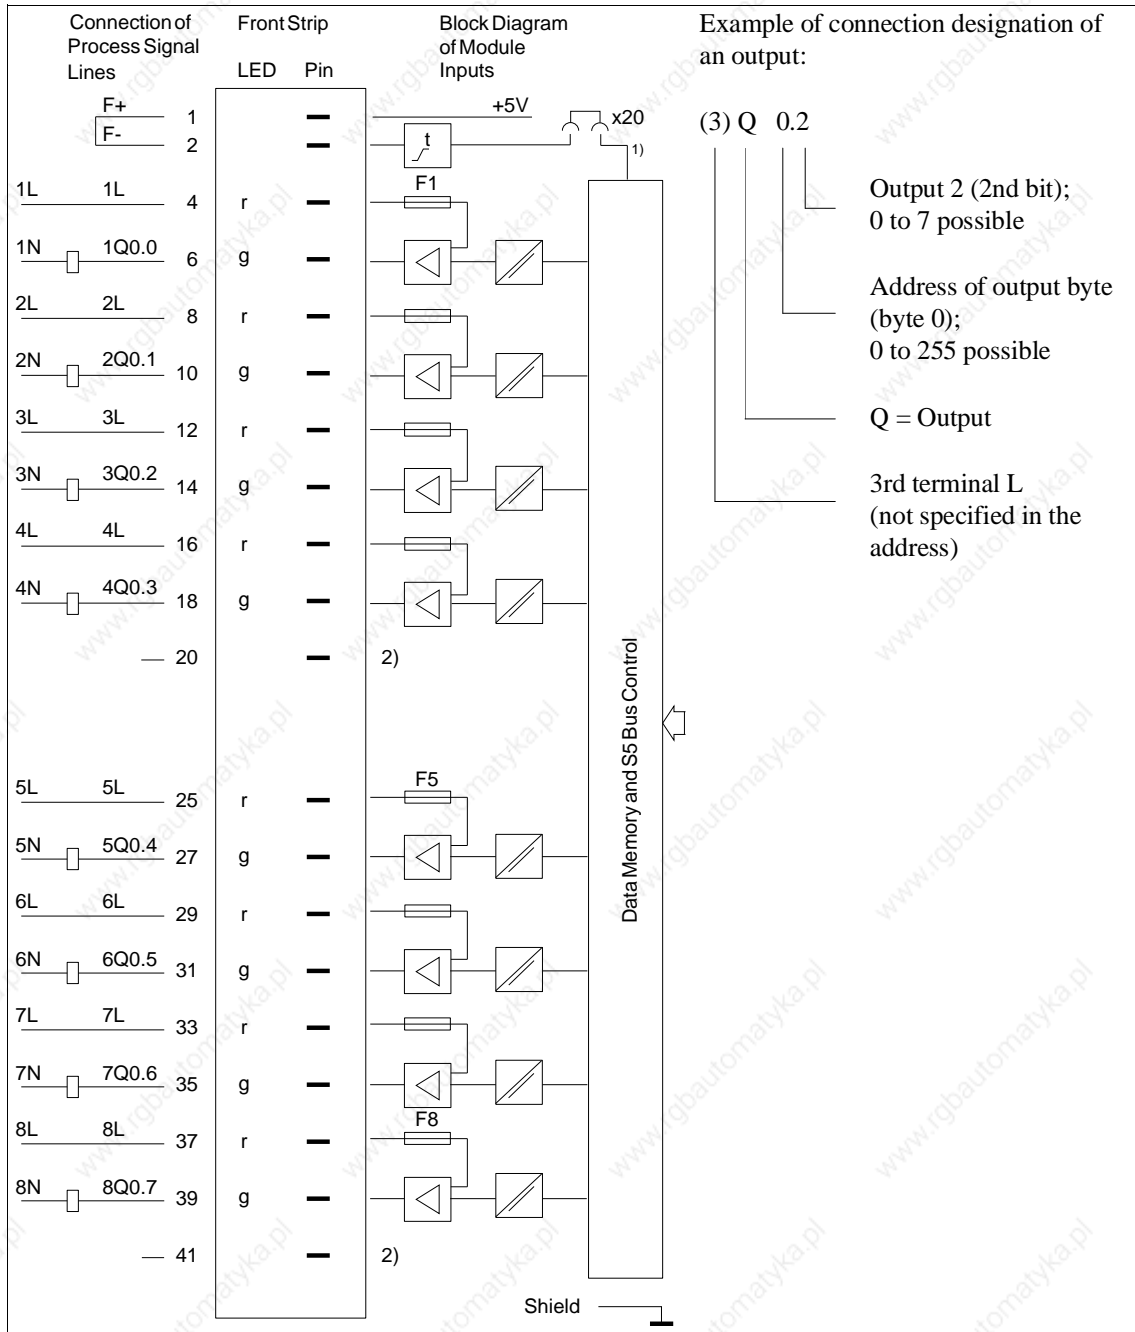 Connection of
Process Signal
Lines
Front Strip
LED Pin
Block Diagram
of Module
Inputs
Example of connection designation of
an output:
F+ 1 +5V x20
F- 2 t 1)
(3) Q 0.2
Output 2 (2nd bit);
0 to 7 possible
Address of output byte
(byte 0);
0 to 255 possible
Q = Output
3rd terminal L
(not specified in the
address)
1L 1L 4 r F1
1N 1Q0.0 6 g
2L 2L 8 r
2N 2Q0.1 10 g
3L 3L 12 r
3N 3Q0.2 14 g
4L 4L 16 r
4N 4Q0.3 18 g
20 2)
Data Memory and S5 Bus Control
5L 5L 25 r F5
5N 5Q0.4 27 g
6L 6L 29 r
6N 6Q0.5 31 g
7L 7L 33 r
7N 7Q0.6 35 g
8L 8L 37 r F8
8N 8Q0.7 39 g
41 2)
Shield
www.rgbautomatyka.pl